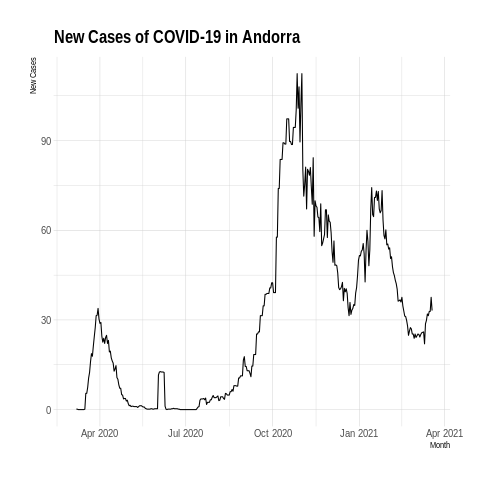 New Cases of COVID-19 in Andorra
New Cases
90
60
30
0
Apr 2020 Jul 2020 Oct 2020 Jan 2021 Apr 2021
Month